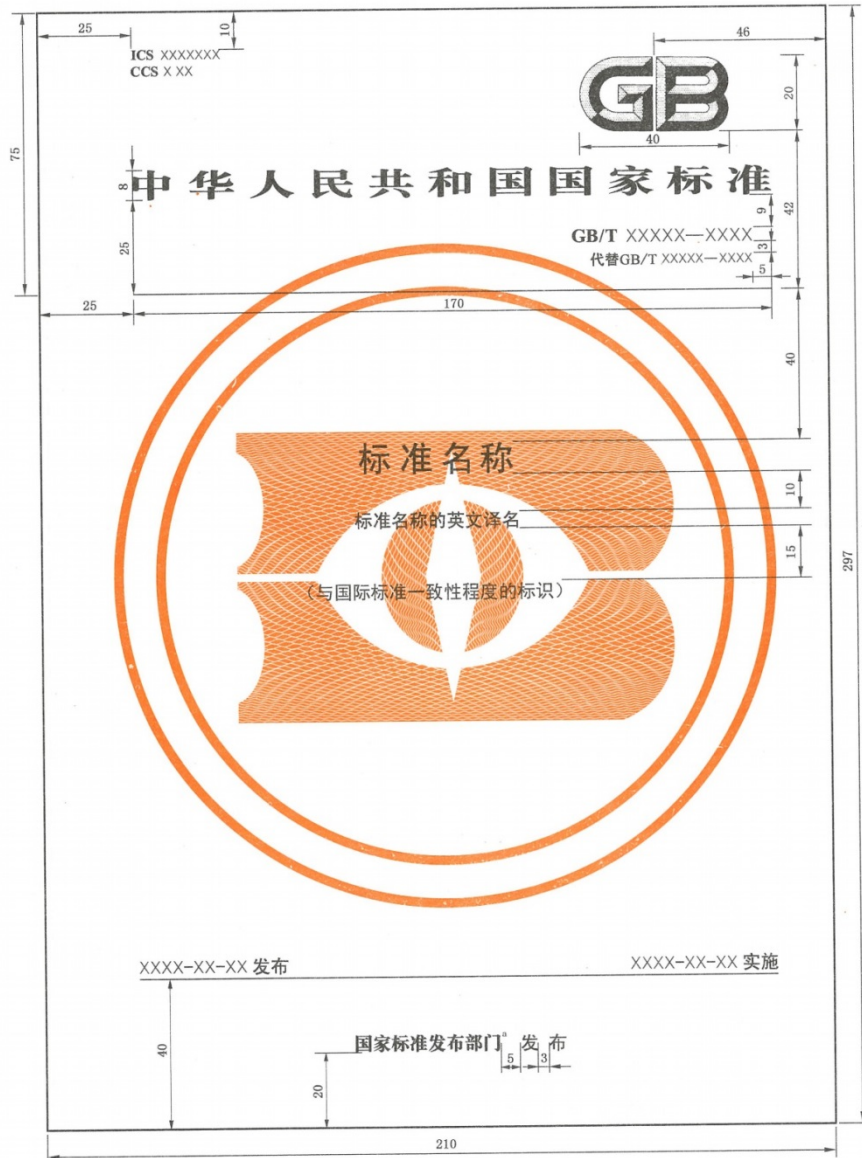 25
10
46
ICS XXXXXXX
CCS X XX
GB
20
40
75
8
中华人民共和国国家标准
9
42
GB/T XXXXX—XXXX
3
25
代替GB/T XXXXX—XXXX
5
25
170
40
标准名称
10
标准名称的英文译名
15
297
(与国际标准一致性程度的标识)
XXXX-XX-XX 发布
XXXX-XX-XX 实施
40
国家标准发布部门a 发布
5
3
20
210